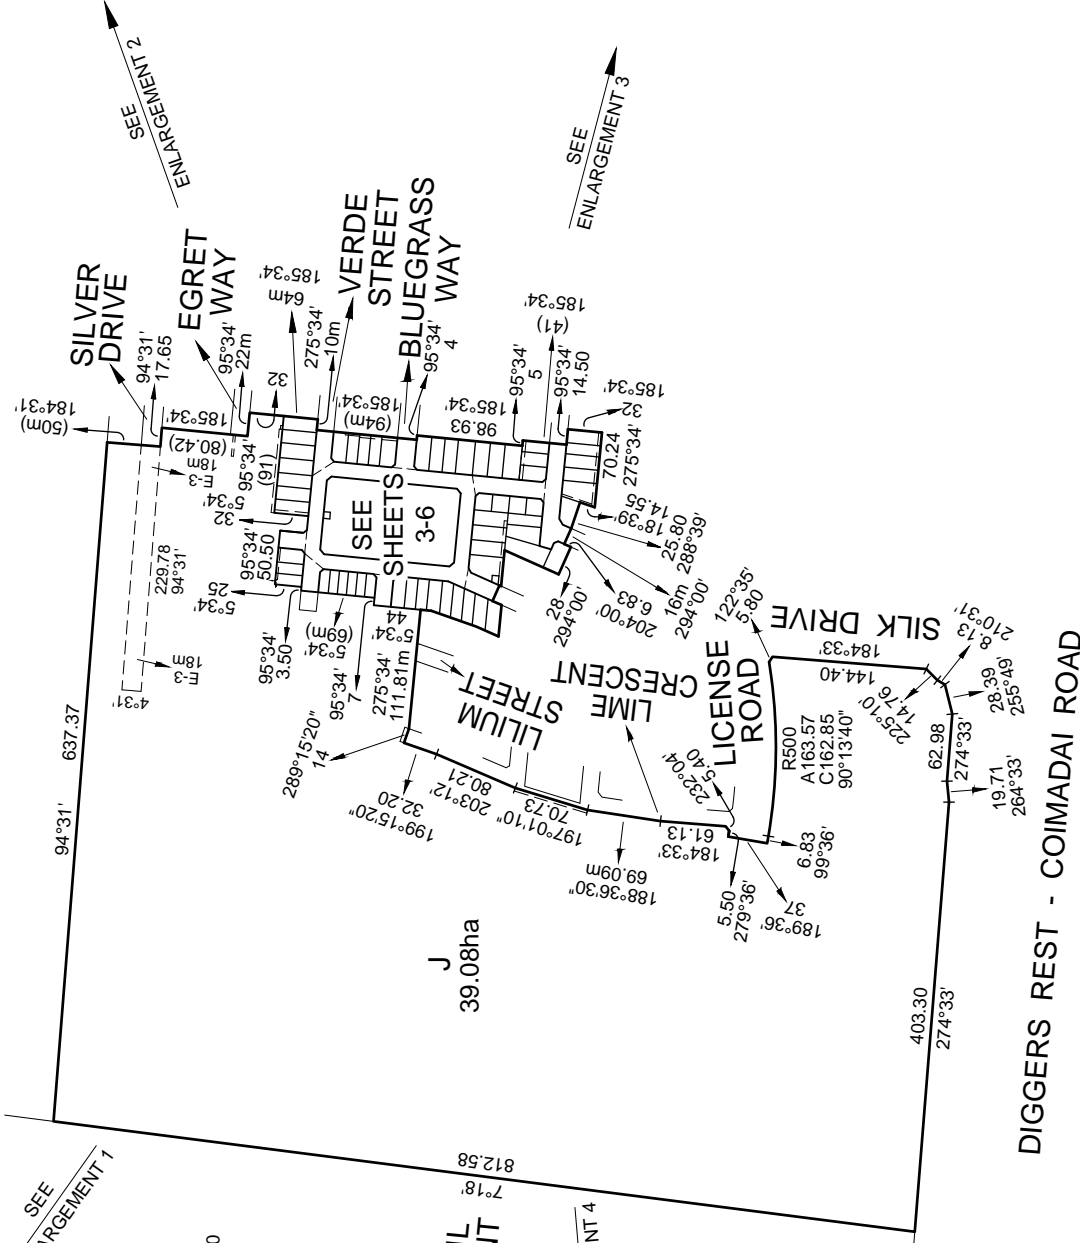 SEE
ENLARGEMENT 2
SEE
ENLARGEMENT 3
SILVER
DRIVE
EGRET
WAY
VERDE
STREET
BLUEGRASS
WAY
184°31'
(50m)
94°31'
17.65
185°34'
(80.42)
95°34'
22m
32
185°34'
64m
275°34'
10m
185°34'
(94m)
95°34'
4
185°34'
98.93
95°34'
5
185°34'
(41)
95°34'
14.50
185°34'
32
70.24
275°34'
18°39'
14.55
25.80
288°39'
16m
294°00'
204°00'
6.83
28
294°00'
18m
E-3
95°34'
(91)
5°34'
32
95°34'
50.50
5°34'
25
95°34'
3.50
5°34'
(69m)
95°34'
7
5°34'
44
275°34'
111.81m
229.78
94°31'
18m
E-3
4°31'
SEE
SHEETS
3-6
637.37
94°31'
289°15'20"
14
199°15'20"
32.20
203°12'
80.21
197°01'10"
70.73
188°36'30"
69.09m
184°33'
61.13
232°04'
5.40
5.50
279°36'
189°36'
37
6.83
99°36'
LILIUM
STREET
LIME
CRESCENT
LICENSE
ROAD
122°35'
5.80
SILK DRIVE
184°33'
144.40
R500
A163.57
C162.85
90°13'40"
225°10'
14.76
210°31'
8.13
28.39
255°49'
62.98
274°33'
19.71
264°33'
403.30
274°33'
J
39.08ha
812.58
7°18'
DIGGERS REST - COIMADAI ROAD
SEE
ARGEMENT 1
0
IL
NT
NT 4